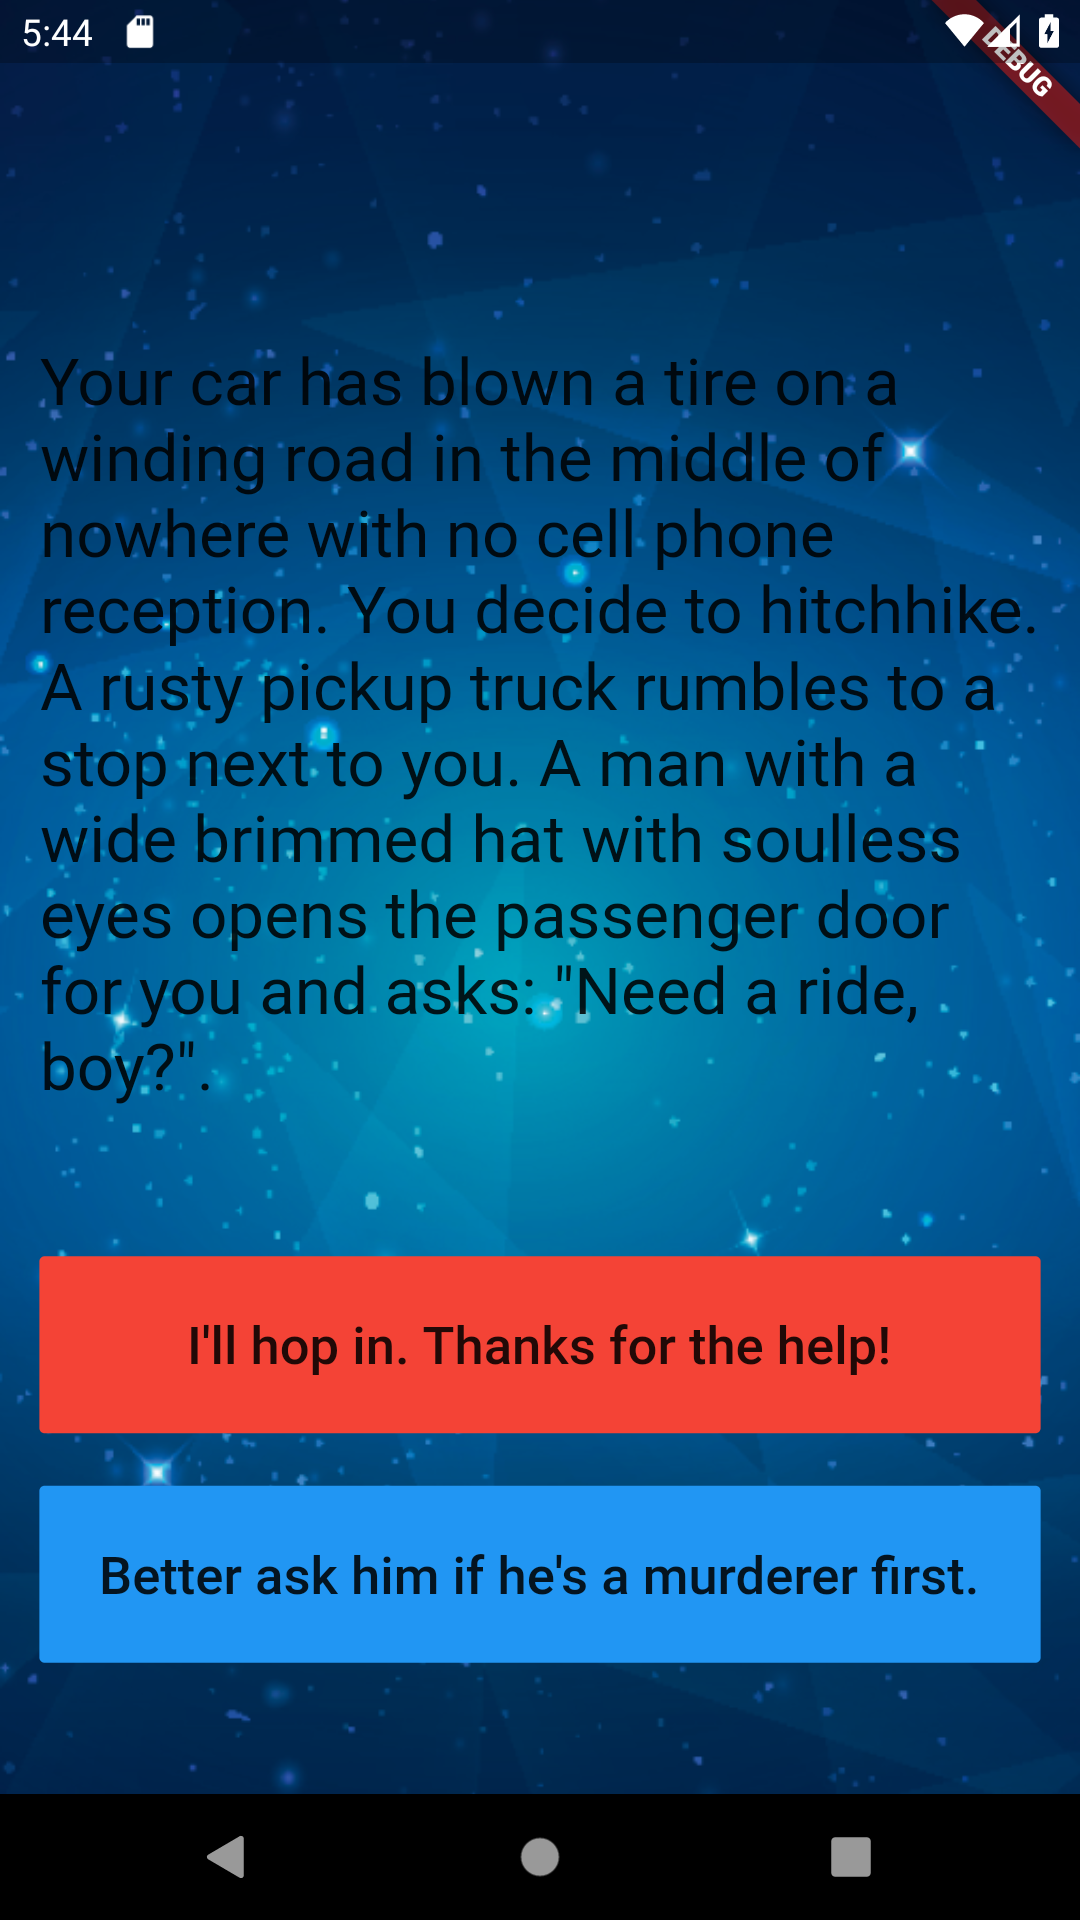 5:44
DEBUG
Your car has blown a tire on a
winding road in the middle of
nowhere with no cell phone
reception. You decide to hitchhike.
A rusty pickup truck rumbles to a
stop next to you. A man with a
wide brimmed hat with soulless
eyes opens the passenger door
for you and asks: "Need a ride,
boy?".
I'll hop in. Thanks for the help!
Better ask him if he's a murderer first.